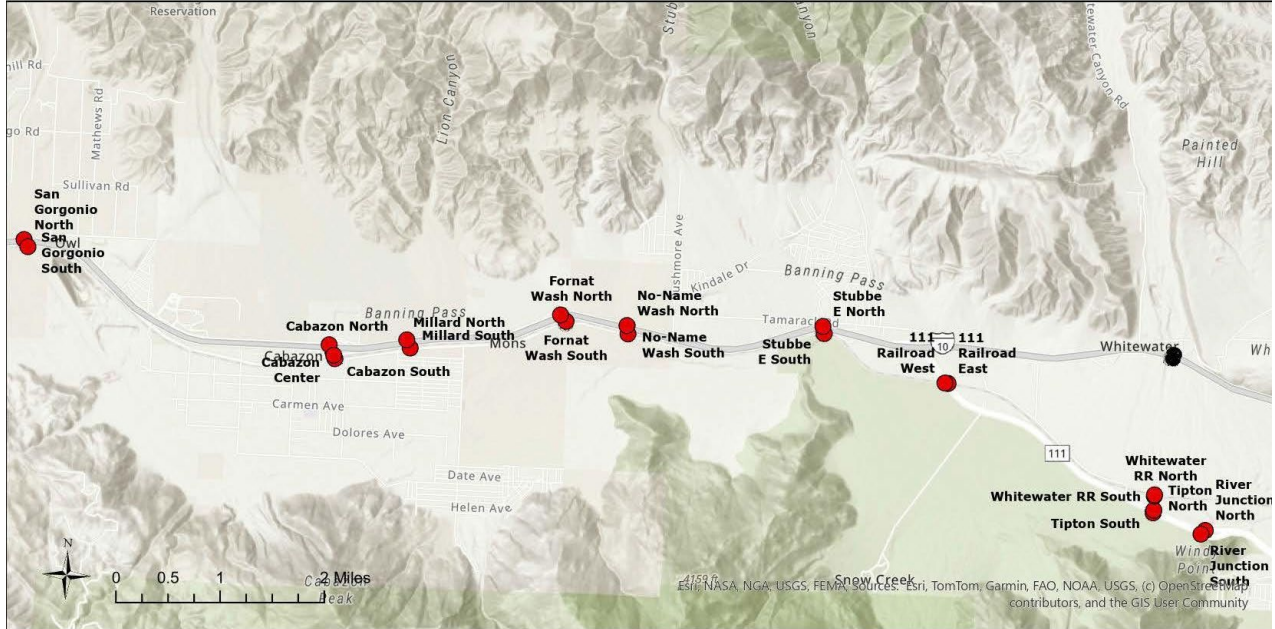 Reservation
Mathews Rd
Sullivan Rd
San
Gorgonio
North
San
Gorgonio
South
Owl
Lion Canyon
Canyon
Whitewater Canyon Rd
Painted
Hill
Kindale Dr
Banning Pass
Tamarack Rd
Banning Pass
Mons
Fornat
Wash North
Fornat
Wash South
No-Name
Wash North
No-Name
Wash South
Stubbe
E North
Stubbe
E South
Cabazon North
Millard North
Millard South
Cabazon
Cabazon
Center
Cabazon South
Carmen Ave
Dolores Ave
Date Ave
Helen Ave
111
Railroad
West
10
111
Railroad
East
Whitewater
111
Whitewater
RR North
Whitewater RR South
Tipton
North
Tipton South
River
Junction
North
River
Junction
South
Windy
Point
Snow Creek
4159 ft
Cabazon
Peak
N
0 0.5 1 2 Miles
Esri, NASA, NGA, USGS, FEMA, Sources: Esri, TomTom, Garmin, FAO, NOAA, USGS, (c) OpenStreetMap
contributors, and the GIS User Community